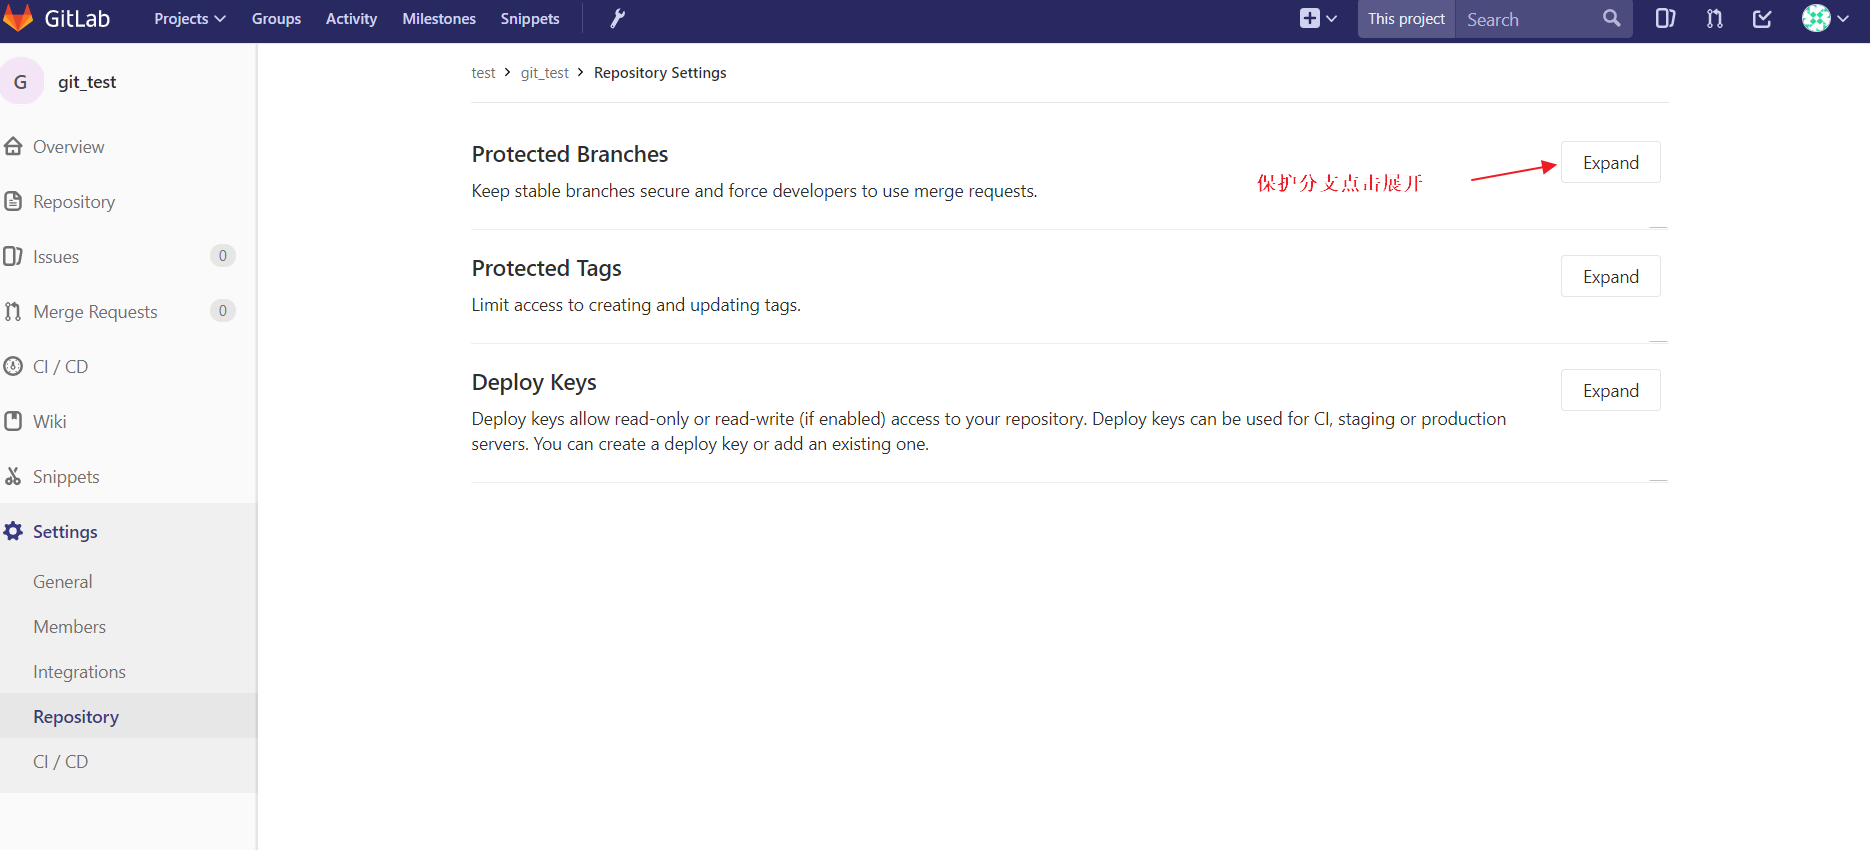 GitLab
Projects Groups Activity Milestones Snippets
This project Search
G git_test
Overview
Repository
Issues 0
Merge Requests 0
CI / CD
Wiki
Snippets
Settings
General
Members
Integrations
Repository
CI / CD
test > git_test > Repository Settings
Protected Branches
Expand
Keep stable branches secure and force developers to use merge requests.
保护分支点击展开
Protected Tags
Expand
Limit access to creating and updating tags.
Deploy Keys
Expand
Deploy keys allow read-only or read-write (if enabled) access to your repository. Deploy keys can be used for CI, staging or production
servers. You can create a deploy key or add an existing one.